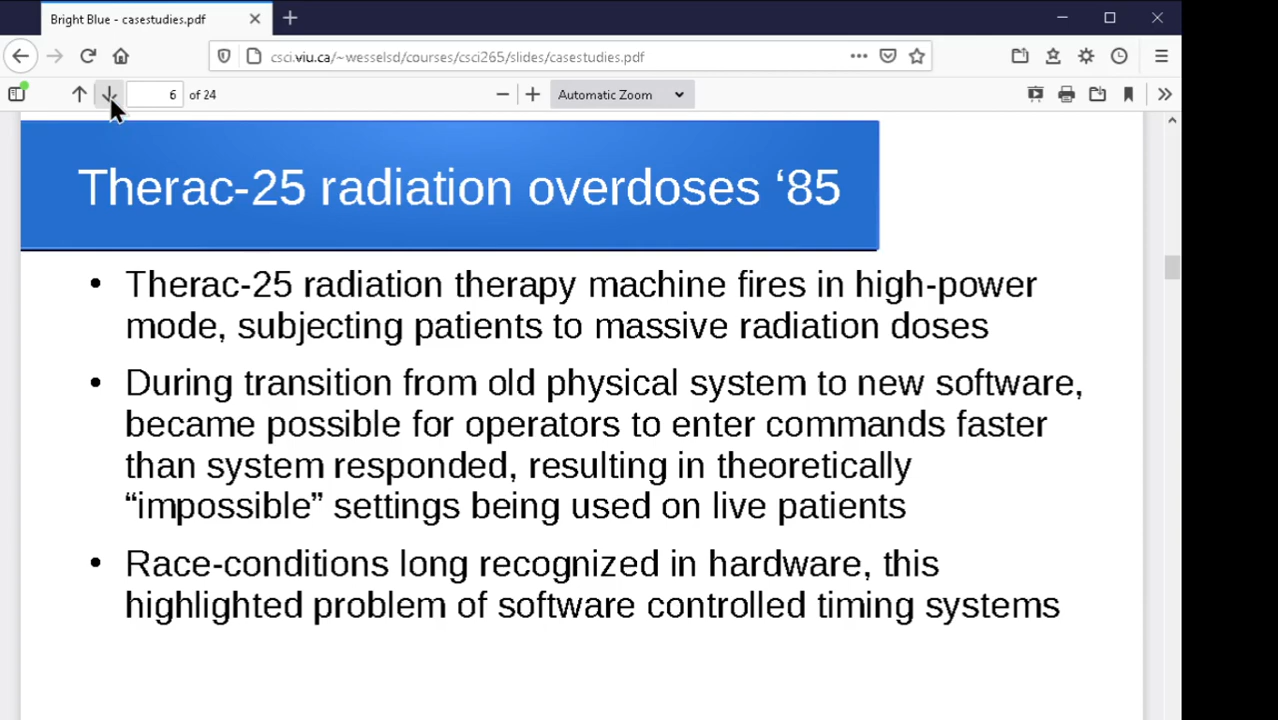 Bright Blue - casestudies.pdf
csci.viu.ca/~wesselsd/courses/csci265/slides/casestudies.pdf
6 of 24
Automatic Zoom
Therac-25 radiation overdoses ‘85
• Therac-25 radiation therapy machine fires in high-power
mode, subjecting patients to massive radiation doses
• During transition from old physical system to new software,
became possible for operators to enter commands faster
than system responded, resulting in theoretically
“impossible” settings being used on live patients
• Race-conditions long recognized in hardware, this
highlighted problem of software controlled timing systems